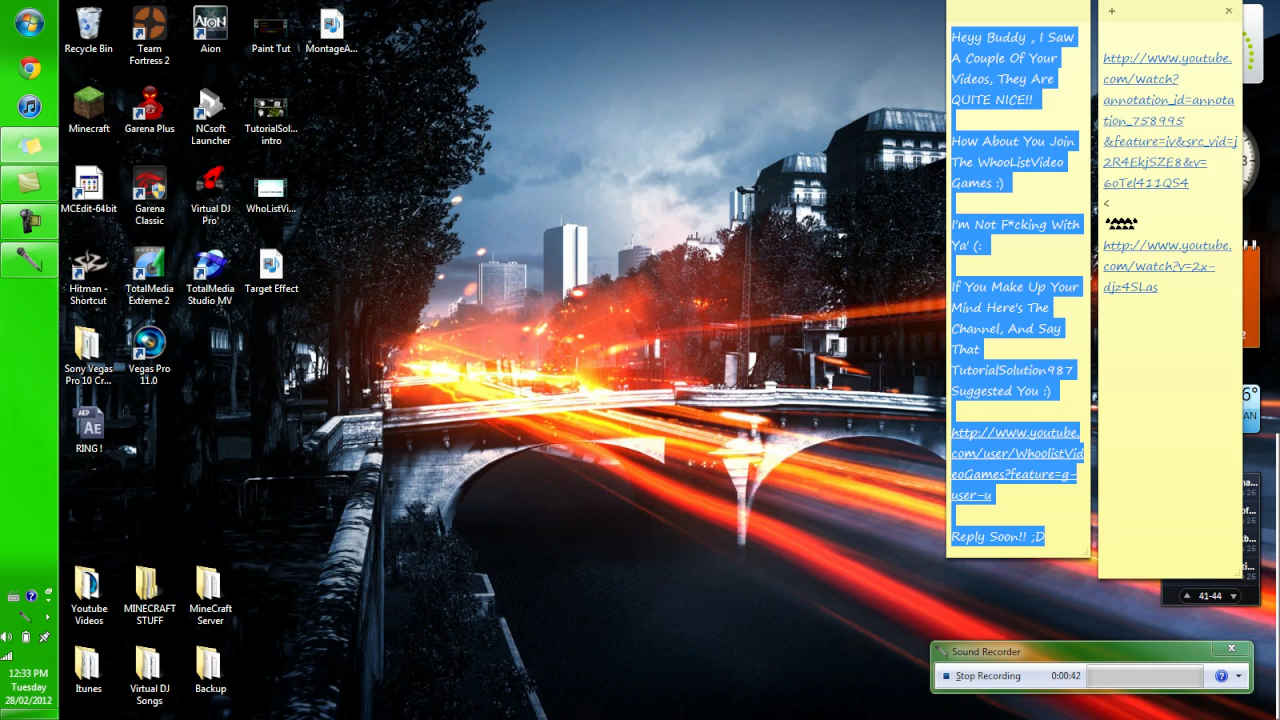 Recycle Bin
Team
Fortress 2
Aion
Paint Tut
MontageA...
Minecraft
Garena Plus
NCsoft
Launcher
TutorialSol...
intro
MCEdit-64bit
Garena
Classic
Virtual DJ
Pro
WhoListVi...
Hitman -
Shortcut
TotalMedia
Extreme 2
TotalMedia
Studio MV
Target Effect
Sony Vegas
Pro 10 Cr...
Vegas Pro
11.0
AEP
Ae
RING !
Youtube
Videos
MINECRAFT
STUFF
MineCraft
Server
Itunes
Virtual DJ
Songs
Backup
12:33 PM
Tuesday
28/02/2012
Heyy Buddy , I Saw
A Couple Of Your
Videos, They Are
QUITE NICE!!
How About You Join
The WhooListVideo
Games :)
I'm Not F*cking With
Ya' (:
If You Make Up Your
Mind Here's The
Channel, And Say
That
TutorialSolution987
Suggested You :)
http://www.youtube.
com/user/WhoolistVid
eoGames?feature=g-
user-u
Reply Soon!! ;D
http://www.youtube.
com/watch?
annotation_id=annota
tion_758995
&feature=iv&src_vid=j
2R4EkjSZE8&v=
6oTel411QS4
<
http://www.youtube.
com/watch?v=2x-
djz4SLas
6°
AN
41-44
Sound Recorder
Stop Recording
0:00:42